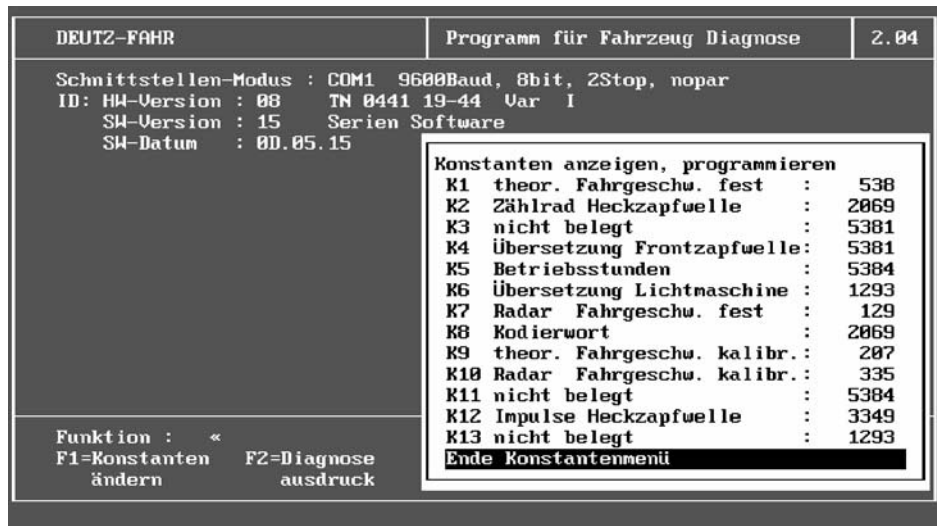 DEUTZ-FAHR
Programm für Fahrzeug Diagnose
2.04
Schnittstellen-Modus : COM1 9600Baud, 8bit, 2Stop, nopar
ID: HW-Version : 08 TN 0441 19-44 Var I
SW-Version : 15 Serien Software
SW-Datum : 0D.05.15
Konstanten anzeigen, programmieren
K1 theor. Fahrgeschw. fest : 538
K2 Zählrad Heckzapfwelle : 2069
K3 nicht belegt : 5381
K4 Übersetzung Frontzapfwelle: 5381
K5 Betriebsstunden : 5384
K6 Übersetzung Lichtmaschine : 1293
K7 Radar Fahrgeschw. fest : 129
K8 Kodierwort : 2069
K9 theor. Fahrgeschw. kalibr.: 207
K10 Radar Fahrgeschw. kalibr.: 335
K11 nicht belegt : 5384
K12 Impulse Heckzapfwelle : 3349
K13 nicht belegt : 1293
Ende Konstantenmenü
Funktion : «
F1=Konstanten F2=Diagnose
ändern ausdruck